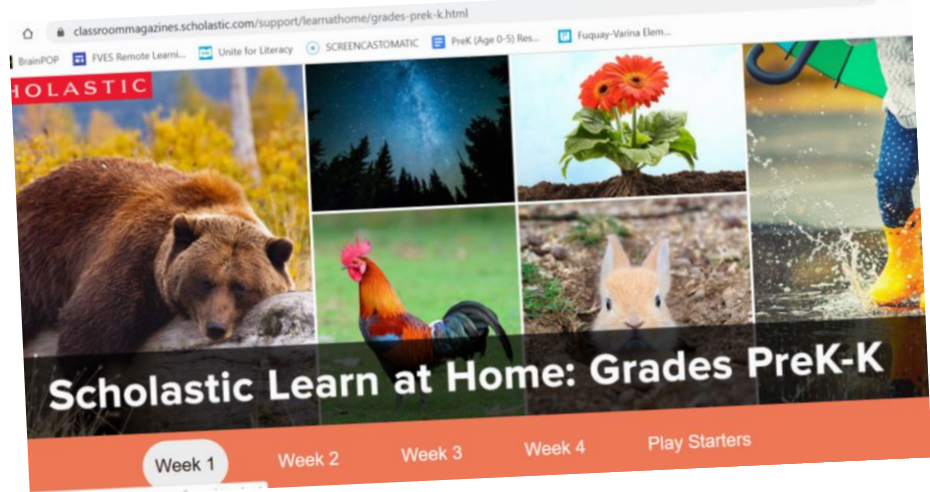 classroommagazines.scholastic.com/support/learnathome/grades-prek-k.html
BrainPOP FVES Remote Learni... Unite for Literacy SCREENCASTOMATIC PreK (Age 0-5) Res... Fuquay-Varina Elem...
HOLASTIC
Scholastic Learn at Home: Grades PreK-K
Week 1 Week 2 Week 3 Week 4 Play Starters